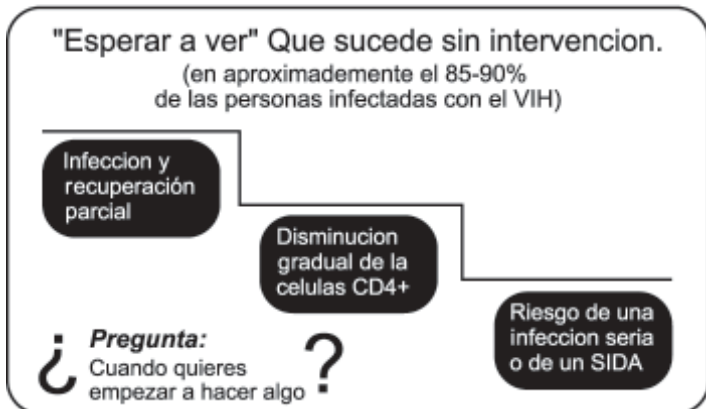 "Esperar a ver" Que sucede sin intervencion.
(en aproximademente el 85-90%
de las personas infectadas con el VIH)
Infeccion y
recuperación
parcial
Disminucion
gradual de la
celulas CD4+
Riesgo de una
infeccion seria
o de un SIDA
¿ Pregunta:
Cuando quieres
empezar a hacer algo ?